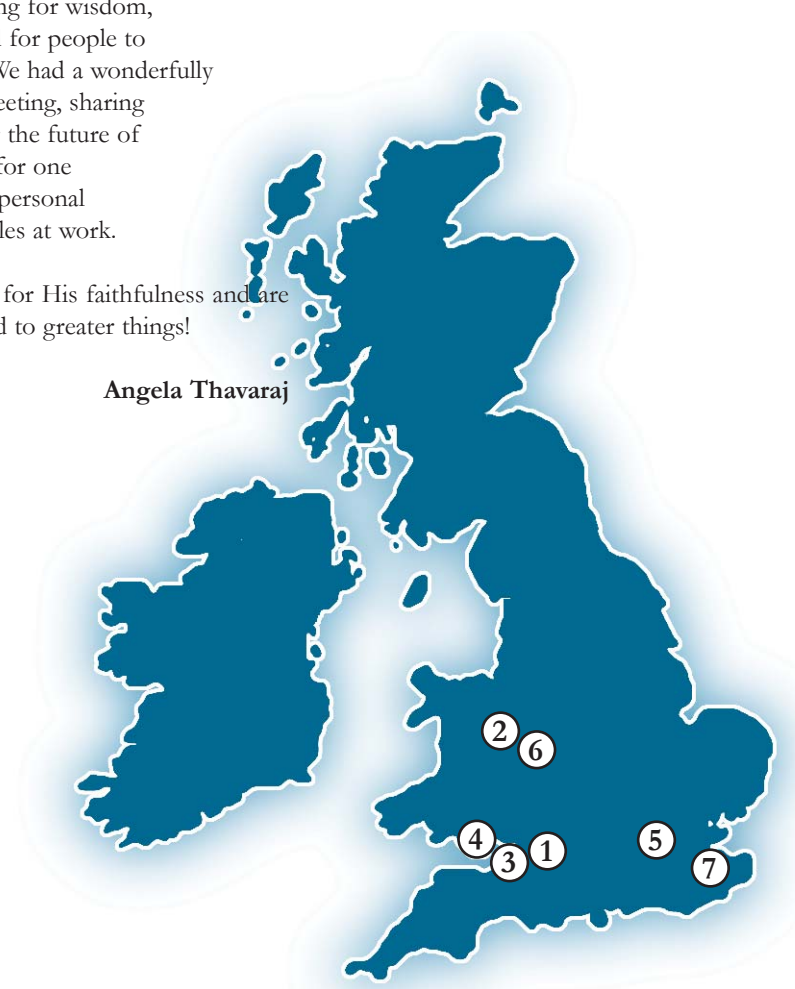 ng for wisdom,
for people to
We had a wonderfully
eeting, sharing
the future of
for one
personal
les at work.
for His faithfulness and are
d to greater things!
Angela Thavaraj
2
6
4
3
1
5
7